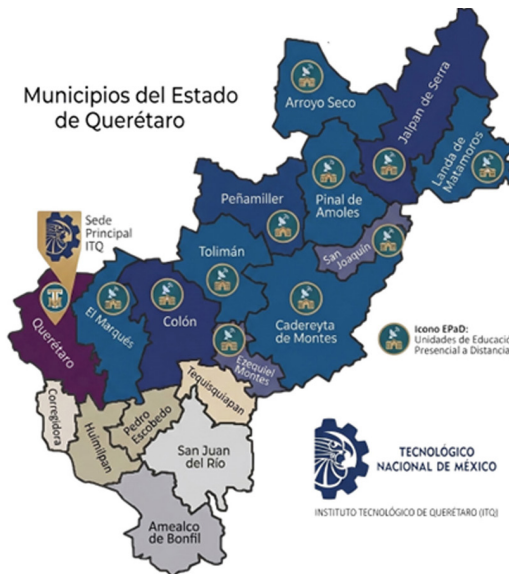 Municipios del Estado
de Querétaro
Arroyo Seco
Jalpan de Serra
Landa de
Matamoros
Pinal de
Amoles
Peñamiller
San
Joaquín
Sede
Principal
ITQ
Tolimán
Querétaro
El Marqués
Colón
Cadereyta
de Montes
Ezequiel
Montes
Icono EPaD:
Unidades de Educació
Presencial a Distancia
Tequisquiapan
Corregidora
Huimilpan
Pedro
Escobedo
San Juan
del Río
Amealco
de Bonfil
TECNOLÓGICO
NACIONAL DE MÉXICO
INSTITUTO TECNOLÓGICO DE QUERÉTARO (ITQ)